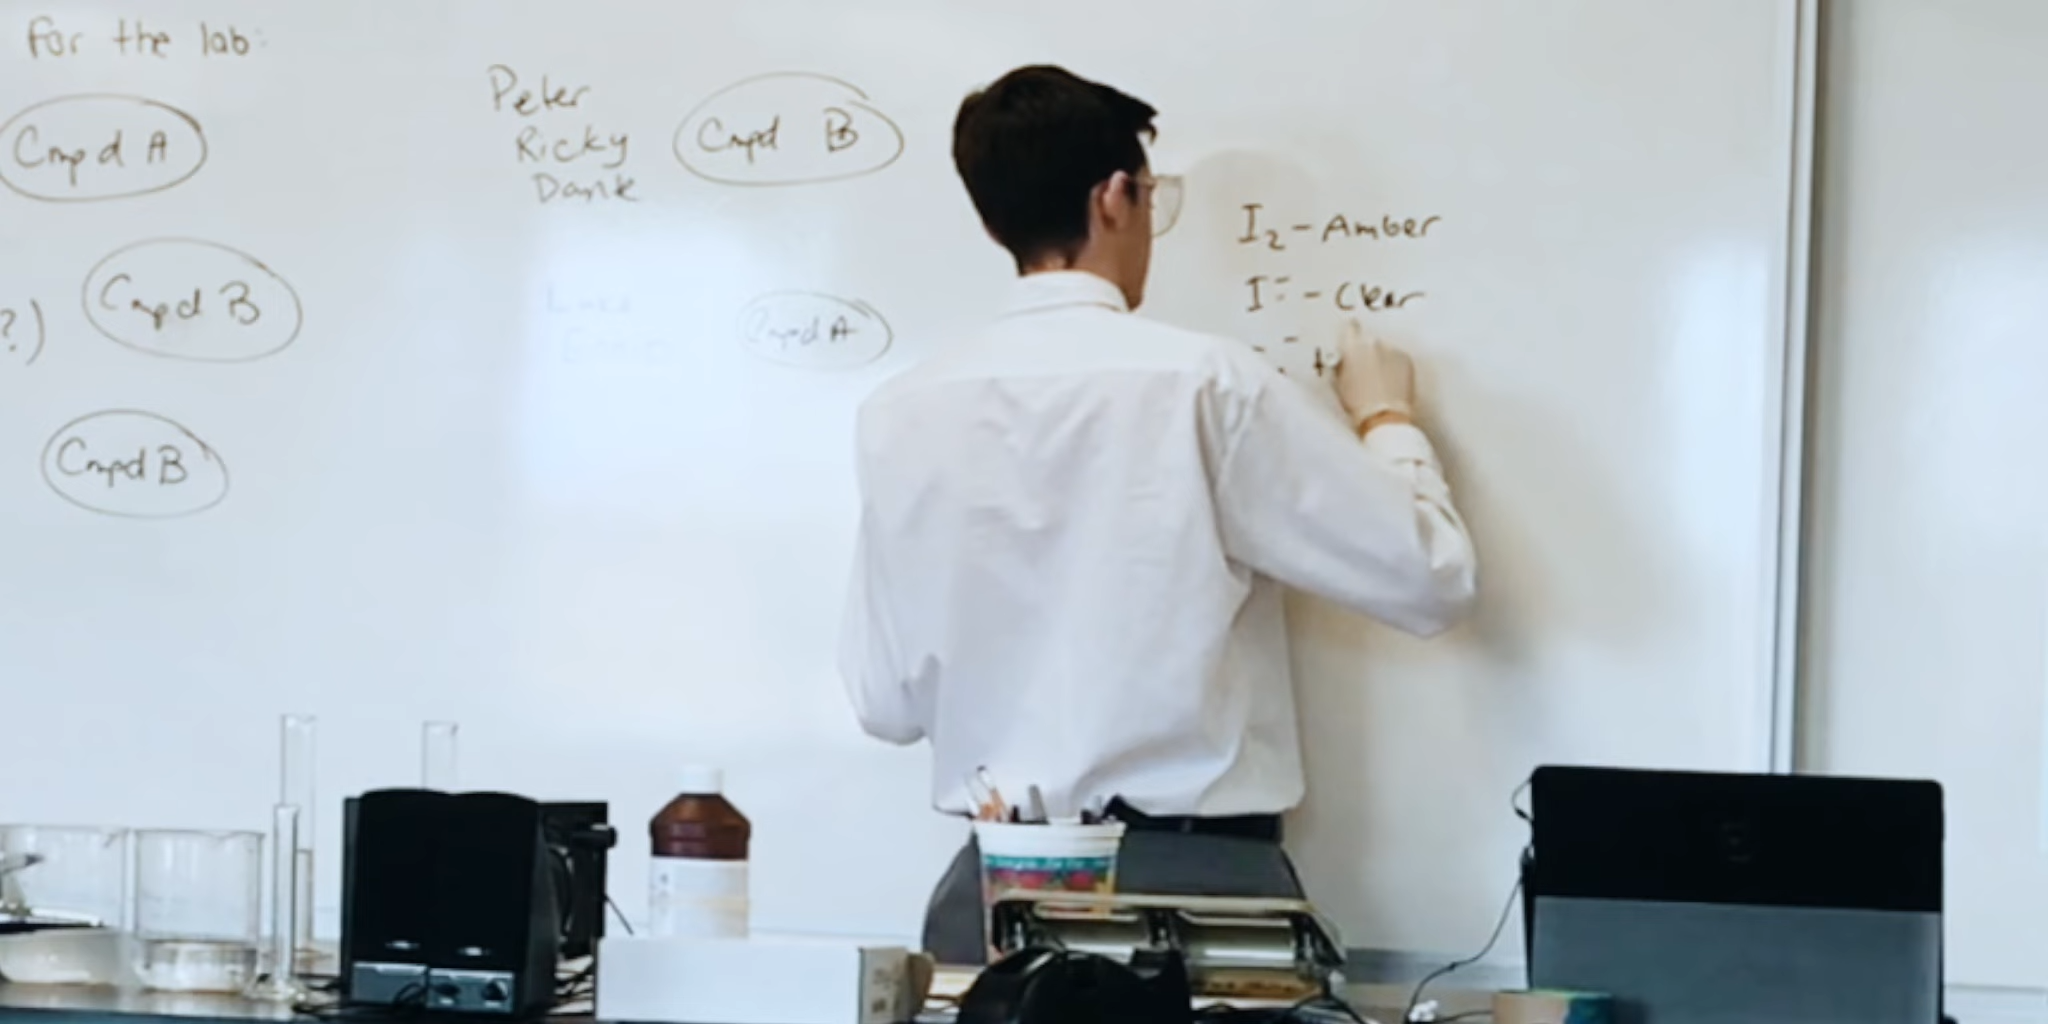 For the lab:
Cmpd A
Peter
Ricky
Dank
Cmpd B
?)
Cmpd B
Cmpd A
Cmpd B
I₂ - Amber
I⁻ - Clear